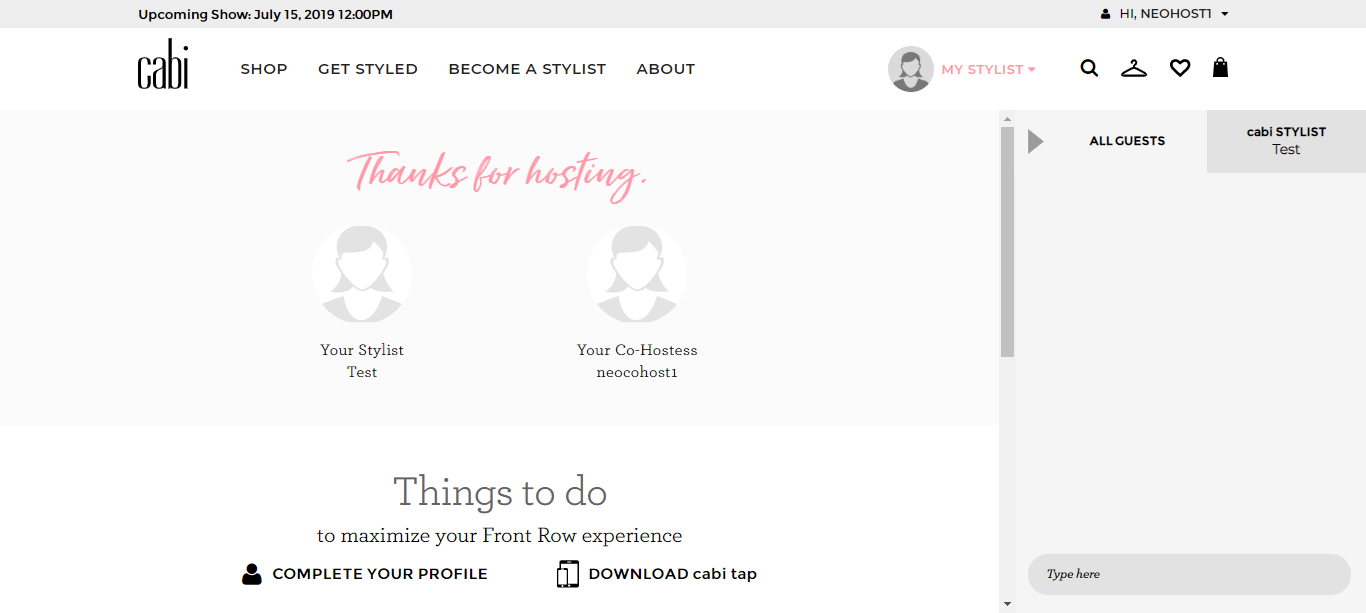 Upcoming Show: July 15, 2019 12:00PM
HI, NEOHOST1
cabi
SHOP
GET STYLED
BECOME A STYLIST
ABOUT
MY STYLIST
Thanks for hosting.
Your Stylist
Test
Your Co-Hostess
neocohost1
Things to do
to maximize your Front Row experience
COMPLETE YOUR PROFILE
DOWNLOAD cabi tap
ALL GUESTS
cabi STYLIST
Test
Type here